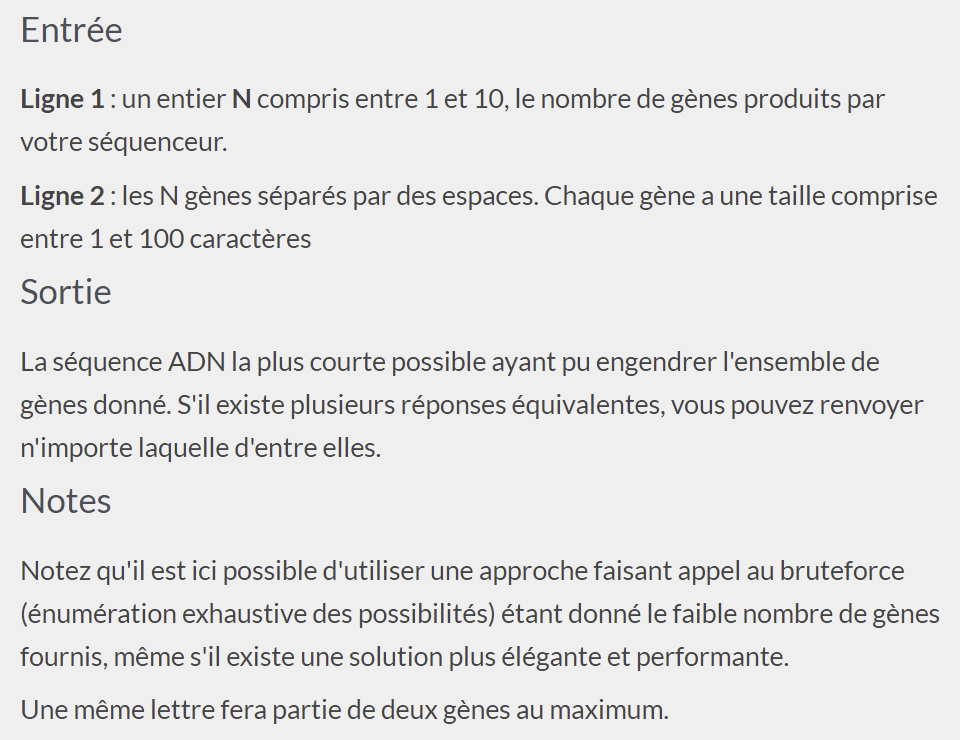 Entrée
Ligne 1 : un entier N compris entre 1 et 10, le nombre de gènes produits par
votre séquenceur.
Ligne 2 : les N gènes séparés par des espaces. Chaque gène a une taille comprise
entre 1 et 100 caractères
Sortie
La séquence ADN la plus courte possible ayant pu engendrer l'ensemble de
gènes donné. S'il existe plusieurs réponses équivalentes, vous pouvez renvoyer
n'importe laquelle d'entre elles.
Notes
Notez qu'il est ici possible d'utiliser une approche faisant appel au bruteforce
(énumération exhaustive des possibilités) étant donné le faible nombre de gènes
fournis, même s'il existe une solution plus élégante et performante.
Une même lettre fera partie de deux gènes au maximum.